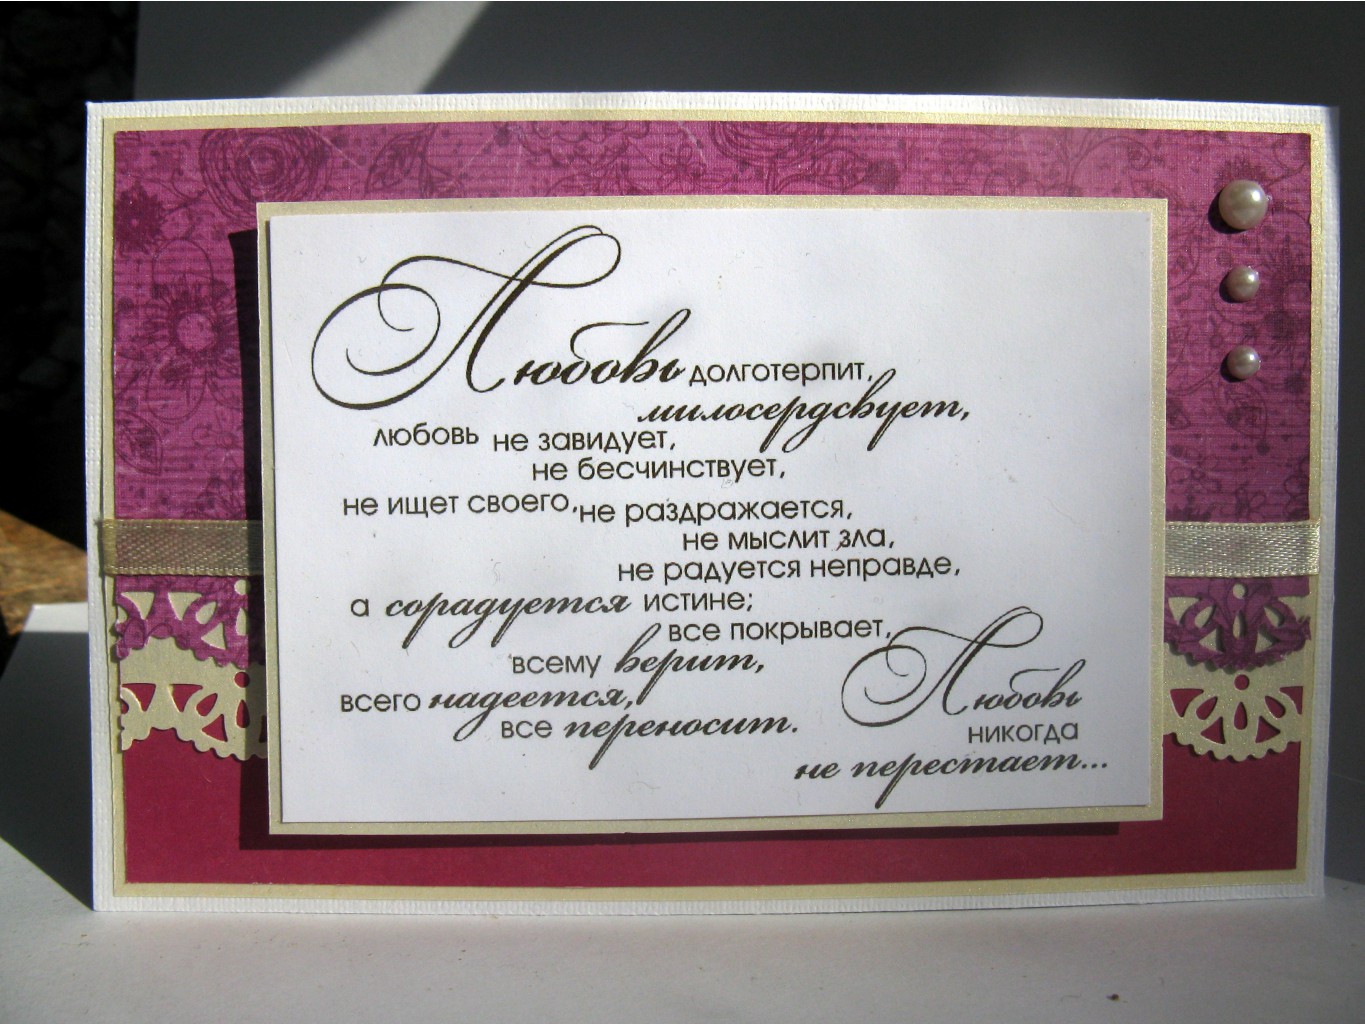 Любовь долготерпит,
милосердсвует,
любовь не завидует,
не бесчинствует,
не ищет своего, не раздражается,
не мыслит зла,
не радуется неправде,
а сорадуется истине;
все покрывает,
всему верит,
всего надеется,
все переносит.
Любовь
никогда
не перестает...